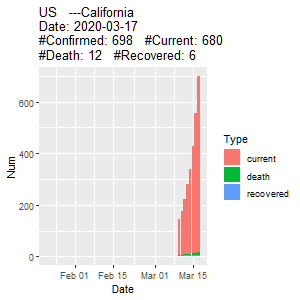 US   ---California
Date: 2020-03-17
#Confirmed: 698   #Current: 680
#Death: 12   #Recovered: 6
600
400
200
0
Num
Feb 01 Feb 15 Mar 01 Mar 15
Date
Type
current
death
recovered